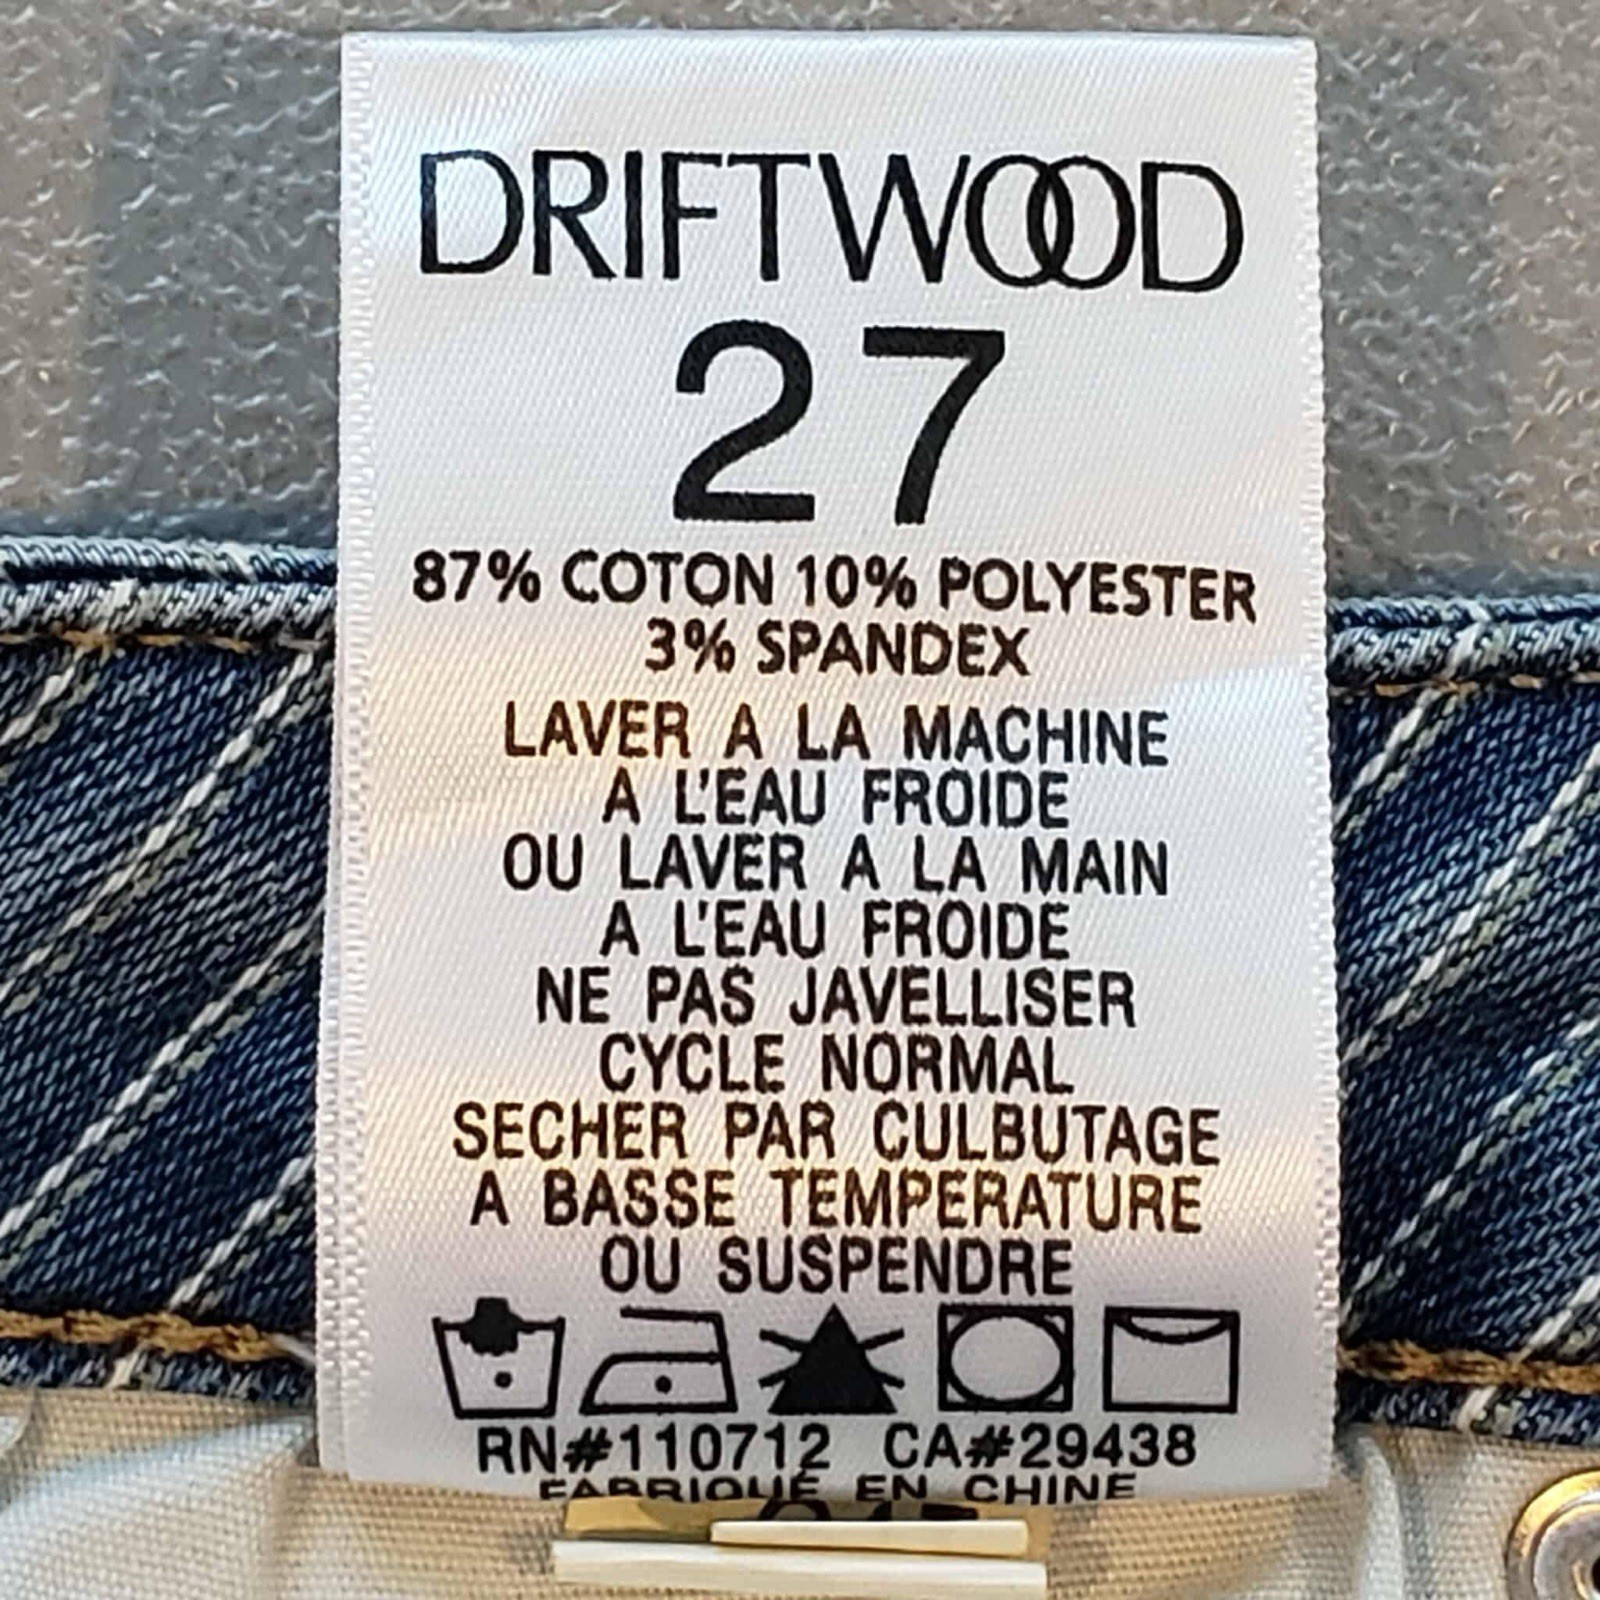 DRIFTWOOD
27
87% COTON 10% POLYESTER
3% SPANDEX
LAVER A LA MACHINE
A L'EAU FROIDE
OU LAVER A LA MAIN
A L'EAU FROIDE
NE PAS JAVELLISER
CYCLE NORMAL
SECHER PAR CULBUTAGE
A BASSE TEMPERATURE
OU SUSPENDRE
RN#110712 CA#29438
FABRIQUE EN CHINE